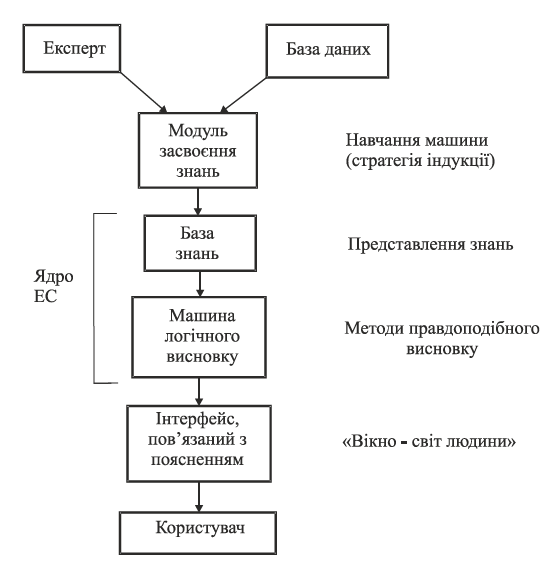 Експерт
База даних
Модуль
засвоєння
знань
Навчання машини
(стратегія індукції)
База
знань
Представлення знань
Ядро
ЕС
Машина
логічного
висновку
Методи правдоподібного
висновку
Інтерфейс,
пов’язаний з
поясненням
«Вікно - світ людини»
Користувач